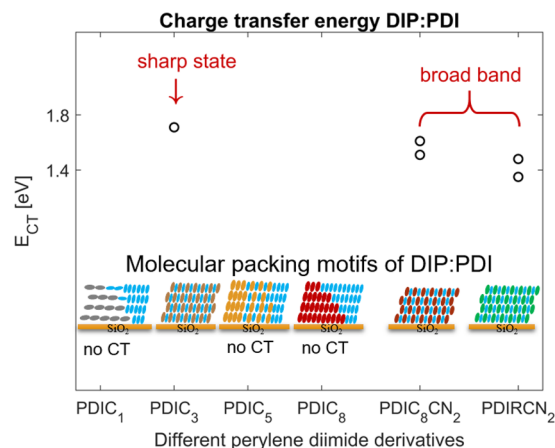 Charge transfer energy DIP:PDI
sharp state
broad band
1.8
1.4
E_CT [eV]
Molecular packing motifs of DIP:PDI
SiO₂ SiO₂ SiO₂ SiO₂ SiO₂ SiO₂
no CT no CT no CT
PDIC₁ PDIC₃ PDIC₅ PDIC₈ PDIC₈CN₂ PDIRCN₂
Different perylene diimide derivatives